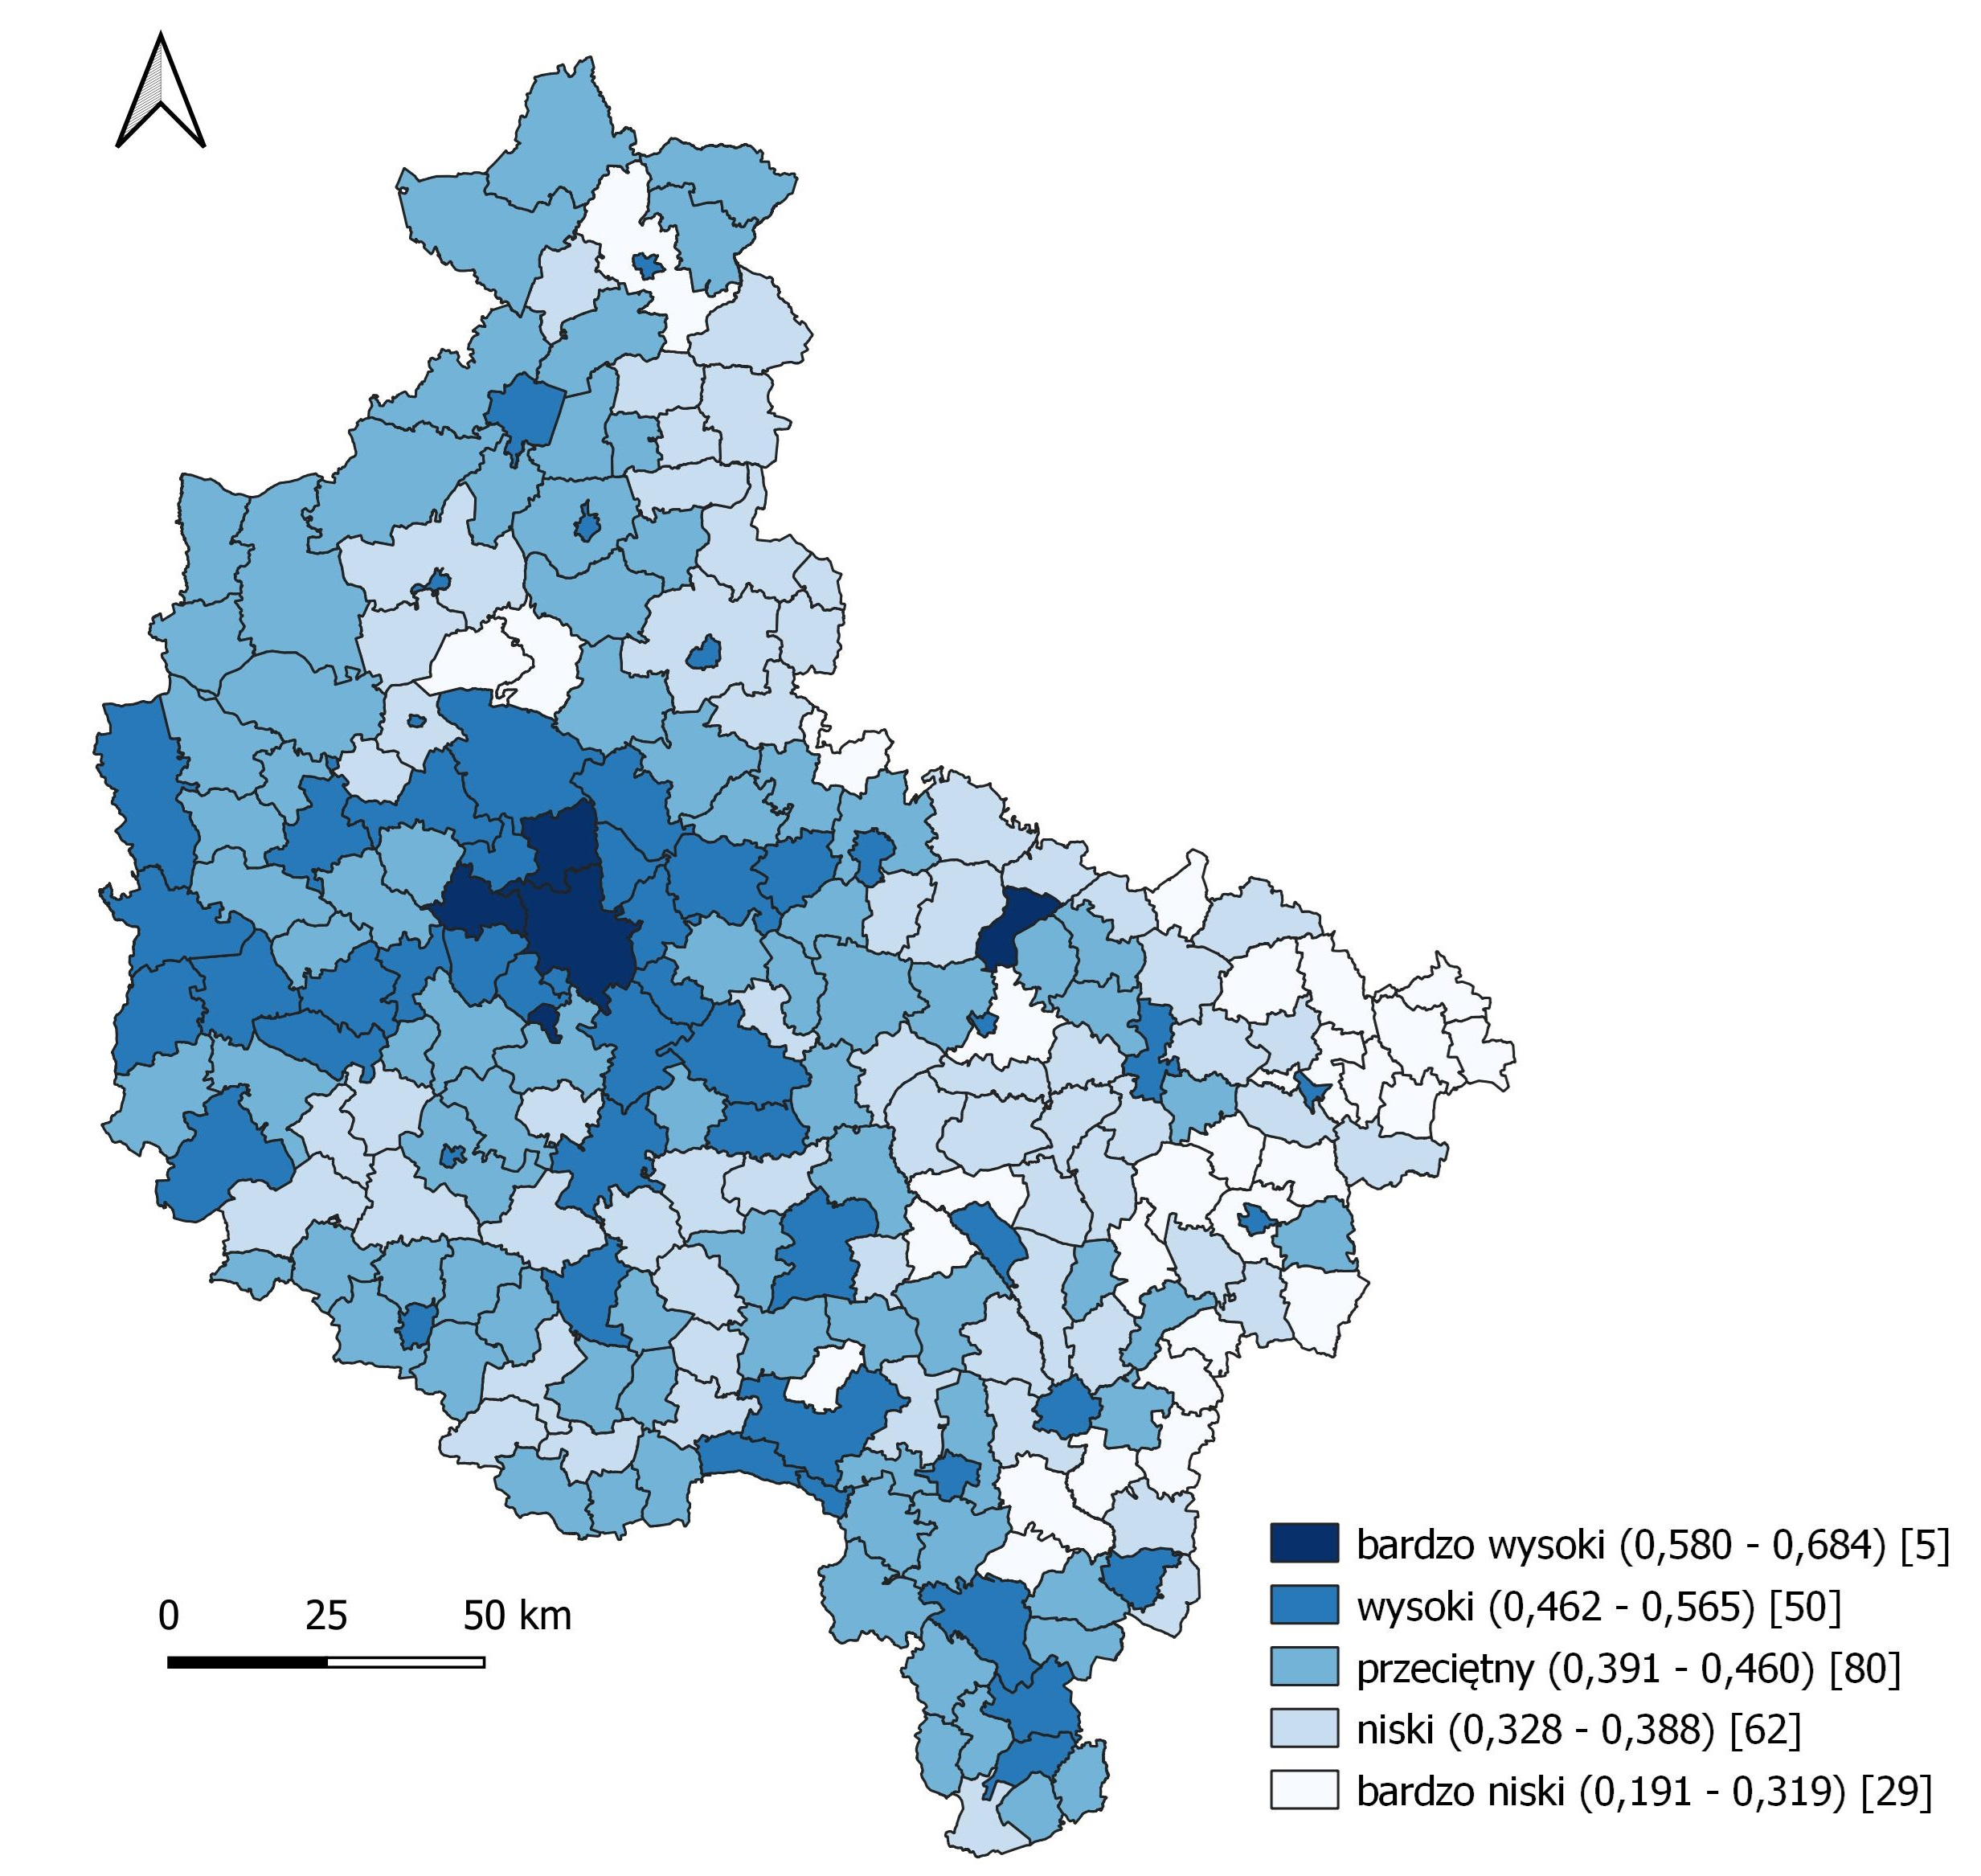 0 25 50 km
bardzo wysoki (0,580 - 0,684) [5]
wysoki (0,462 - 0,565) [50]
przeciętny (0,391 - 0,460) [80]
niski (0,328 - 0,388) [62]
bardzo niski (0,191 - 0,319) [29]